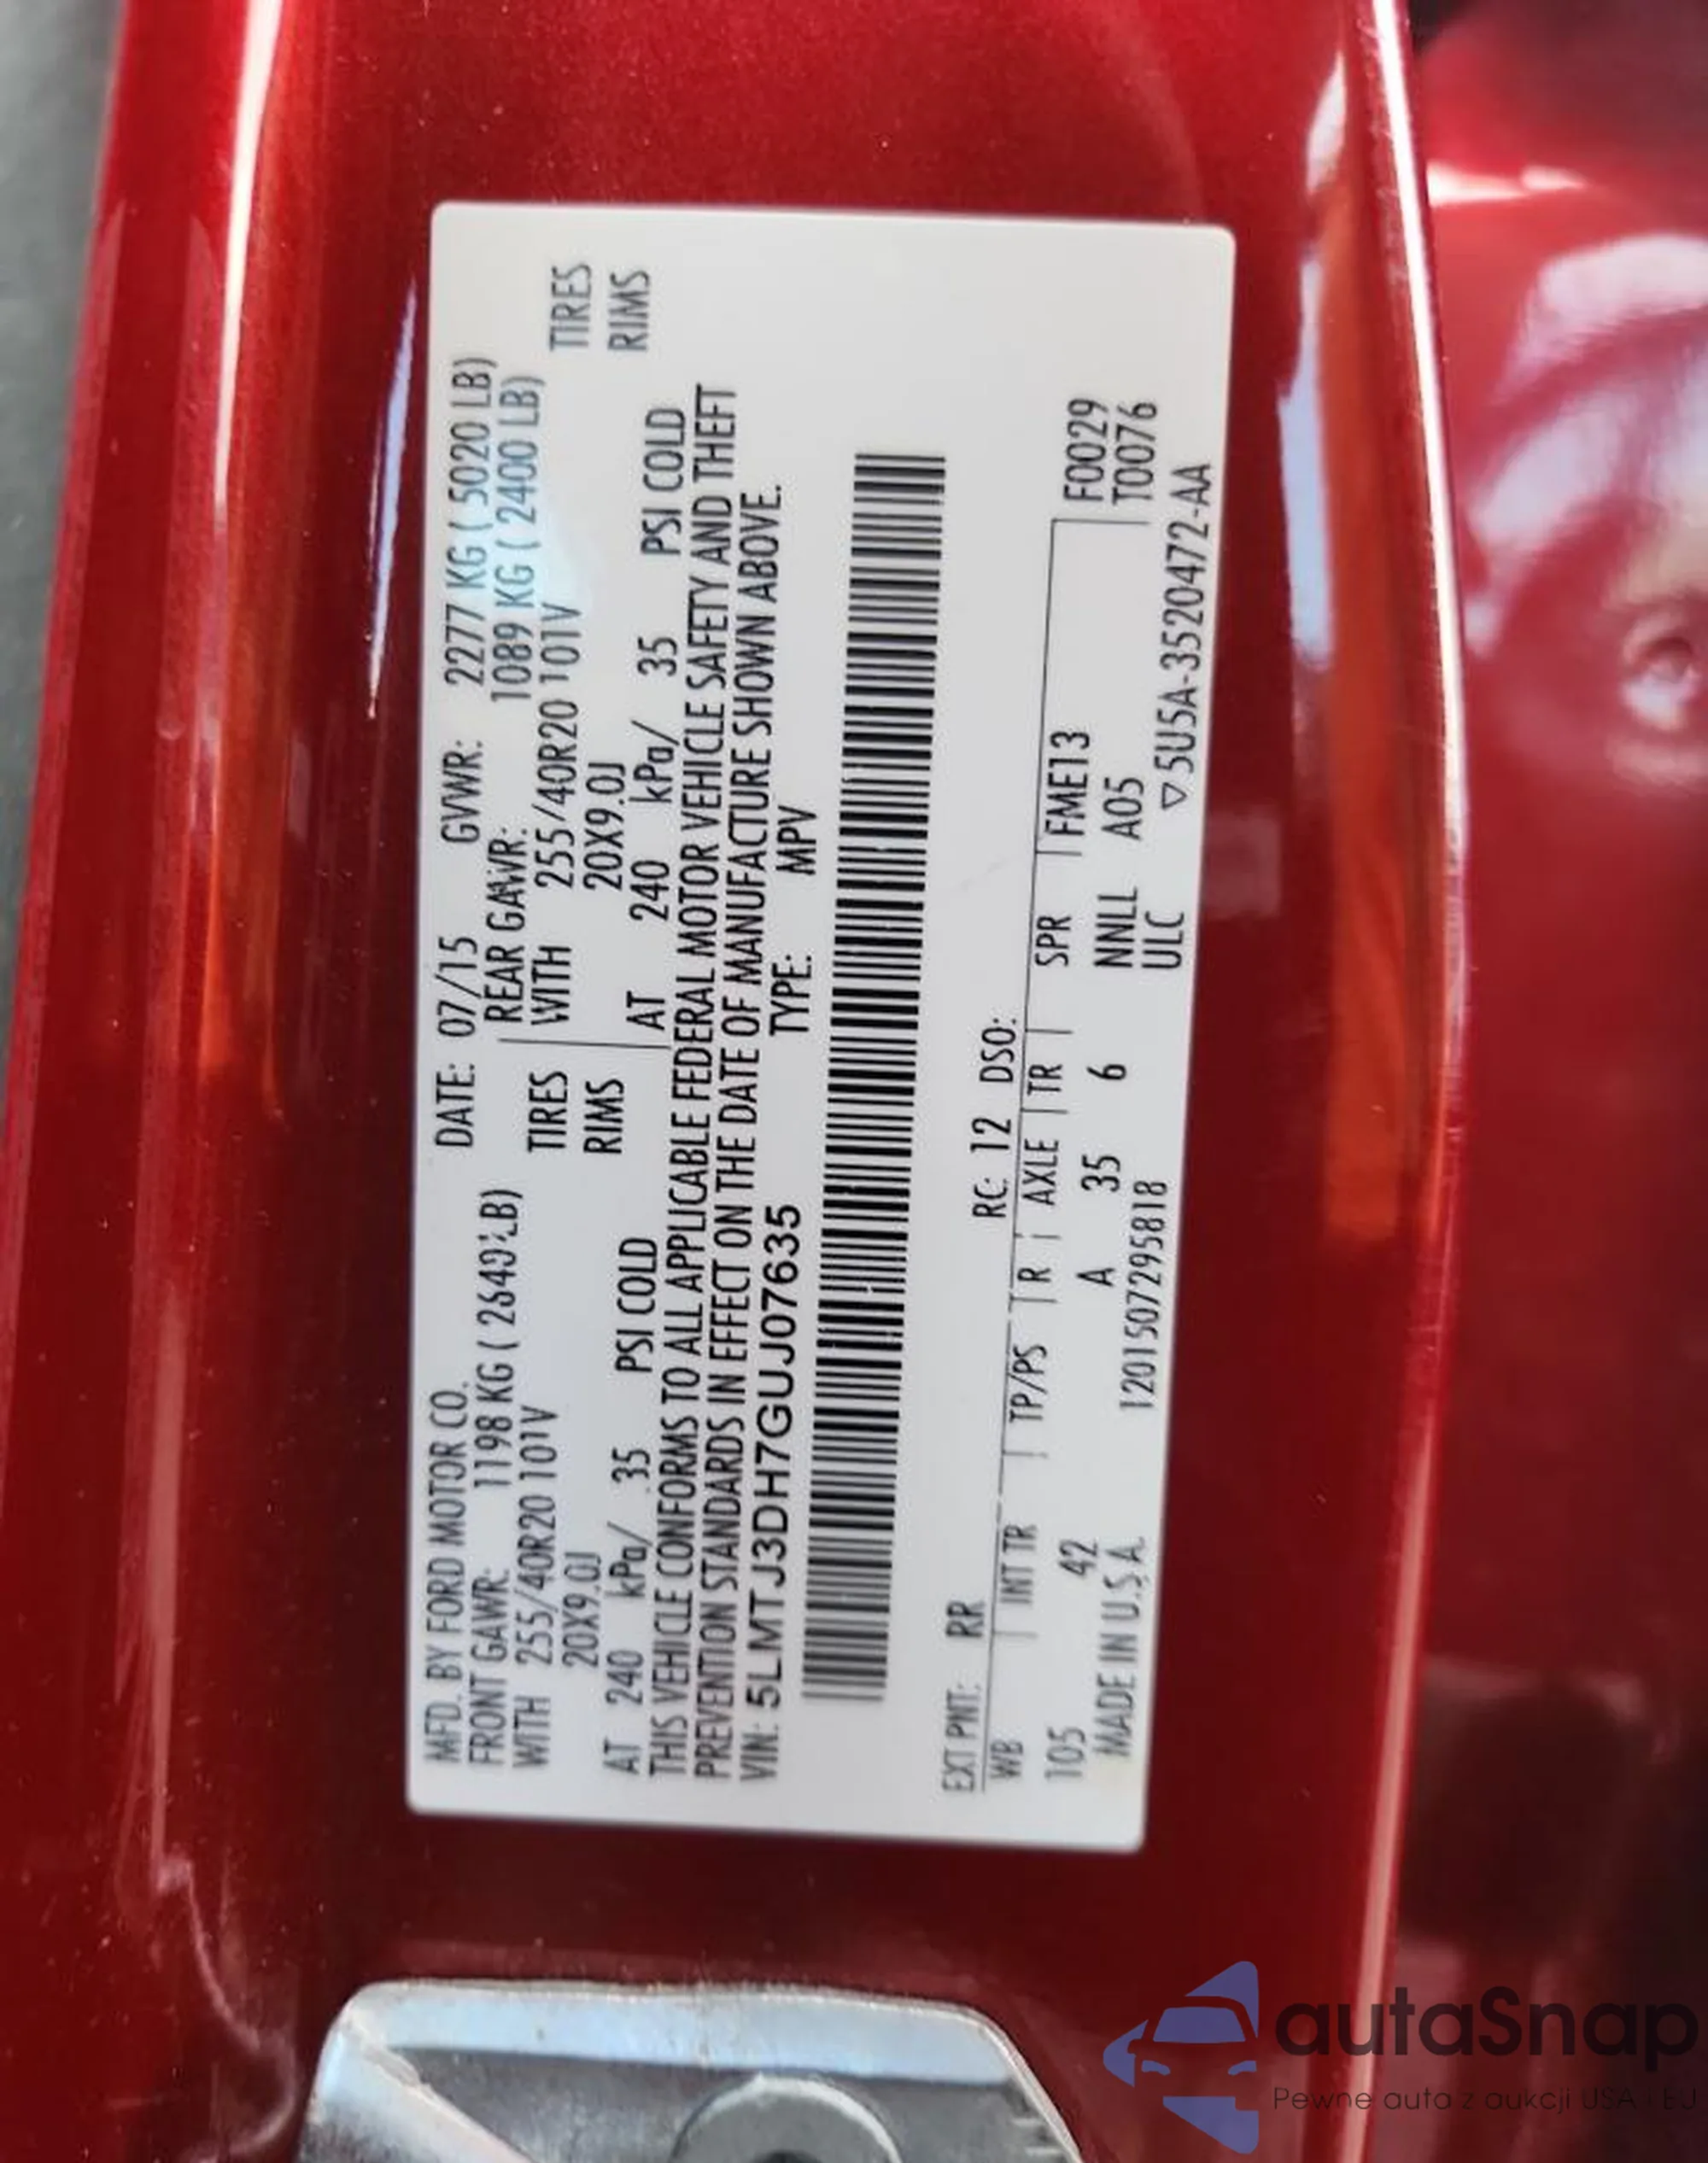 MFD. BY FORD MOTOR CO. DATE: 07/15 GVWR: 2277 KG ( 5020 LB)
FRONT GAWR: 1198 KG ( 2640 LB) REAR GAWR: 1089 KG ( 2400 LB)
WITH 255/40R20 101V TIRES WITH 255/40R20 101V TIRES
20X9.0J RIMS 20X9.0J RIMS
AT 240 kPa/ 35 PSI COLD AT 240 kPa/ 35 PSI COLD
THIS VEHICLE CONFORMS TO ALL APPLICABLE FEDERAL MOTOR VEHICLE SAFETY AND THEFT
PREVENTION STANDARDS IN EFFECT ON THE DATE OF MANUFACTURE SHOWN ABOVE.
VIN: 5LMTJ3DH7GUJ07635 TYPE: MPV
EXT PNT: RR RC: 12 DSO:
WB INT TR TP/PS R AXLE TR SPR FME13 F0029
105 42 A 35 6 NNLL A05 T0076
MADE IN U.S.A. 1201507295818 ULC ▽5U5A-3520472-AA
autaSnap
Pewne auta z aukcji USA i EU